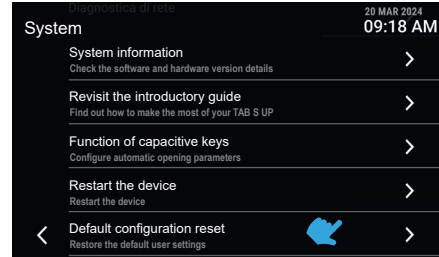 Diagnostica di rete
20 MAR 2024
System
09:18 AM
System information
Check the software and hardware version details
Revisit the introductory guide
Find out how to make the most of your TAB S UP
Function of capacitive keys
Configure automatic opening parameters
Restart the device
Restart the device
Default configuration reset
Restore the default user settings